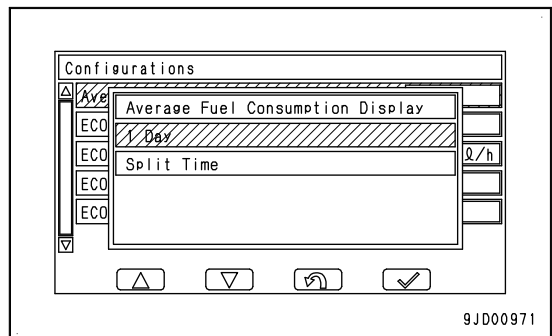 Configurations
Ave
Average Fuel Consumption Display
ECO
1 Day
ECO
ℓ/h
Split Time
ECO
ECO
9JD00971